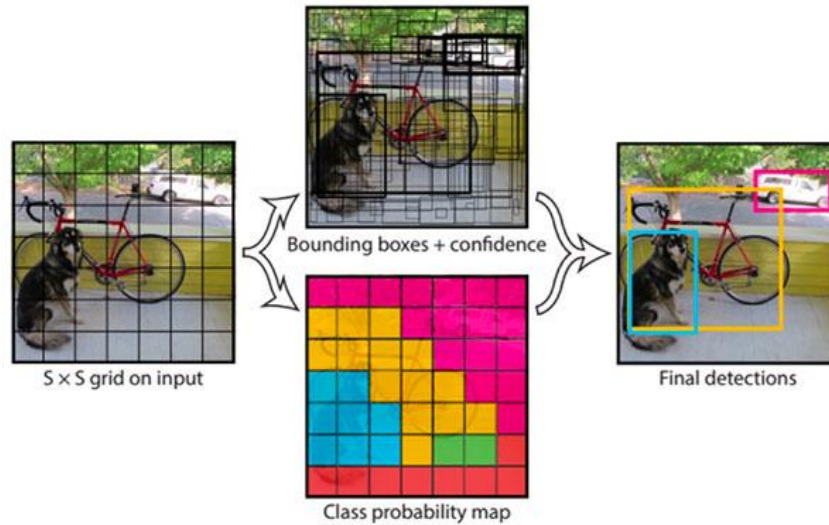 Bounding boxes + confidence
S × S grid on input
Final detections
Class probability map